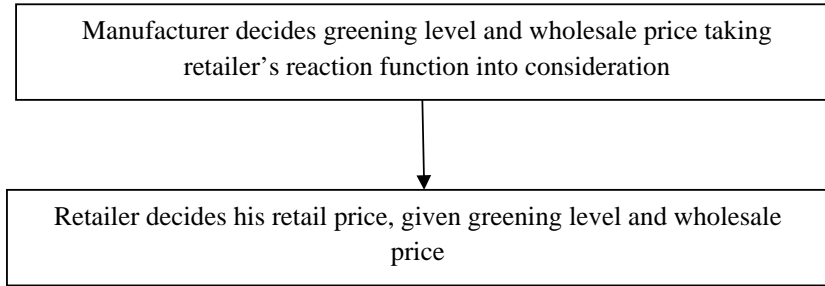 Manufacturer decides greening level and wholesale price taking
retailer's reaction function into consideration
Retailer decides his retail price, given greening level and wholesale
price